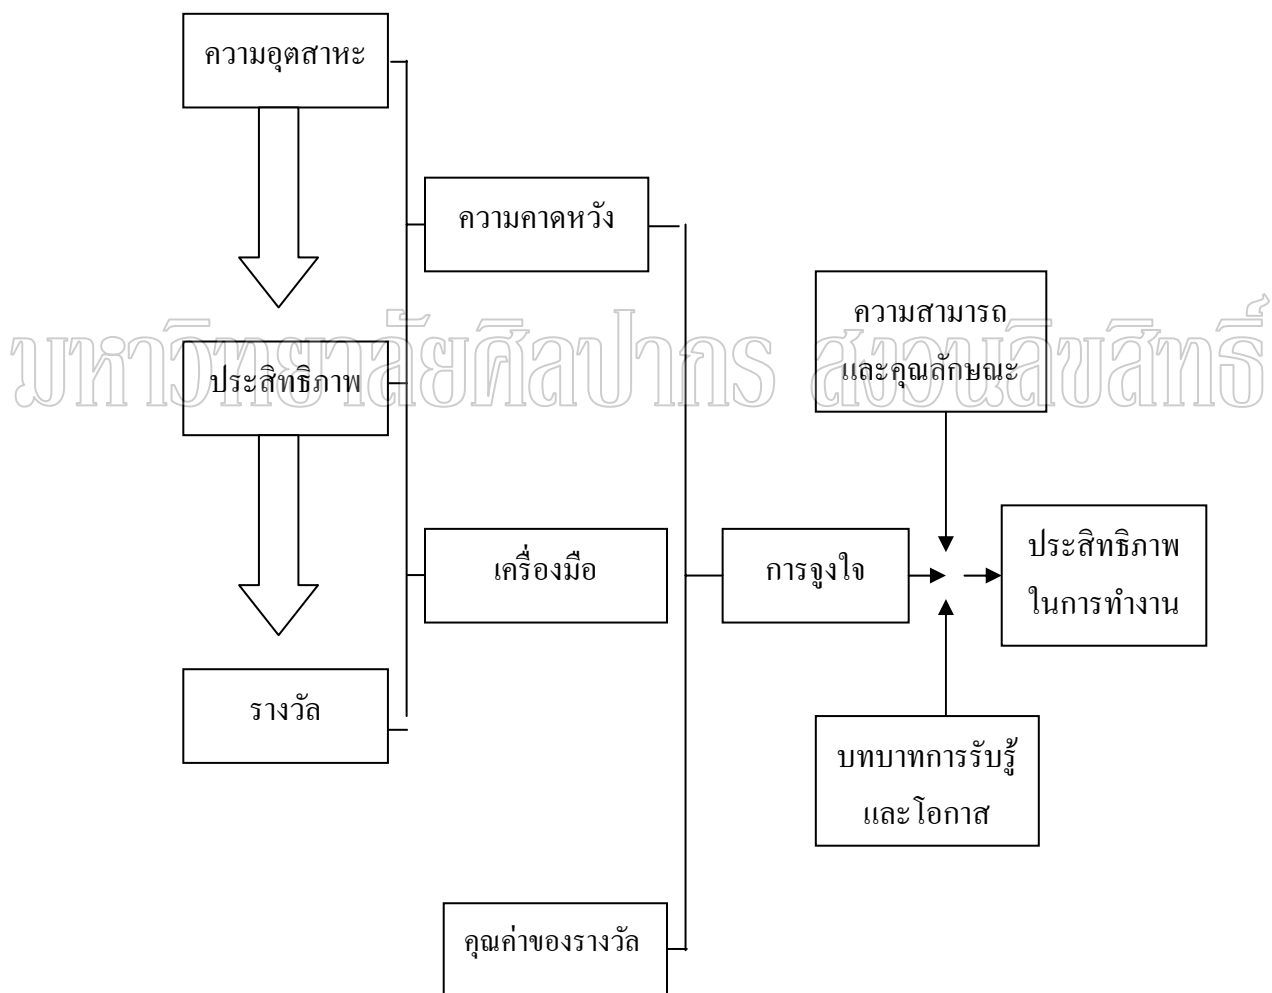 ความอุตสาหะ
ความคาดหวัง
ความสามารถ
และคุณลักษณะ
มหาวิทยาลัยศิลปากร สงวนลิขสิทธิ์
ประสิทธิภาพ
เครื่องมือ
การจูงใจ
ประสิทธิภาพ
ในการทำงาน
รางวัล
บทบาทการรับรู้
และโอกาส
คุณค่าของรางวัล